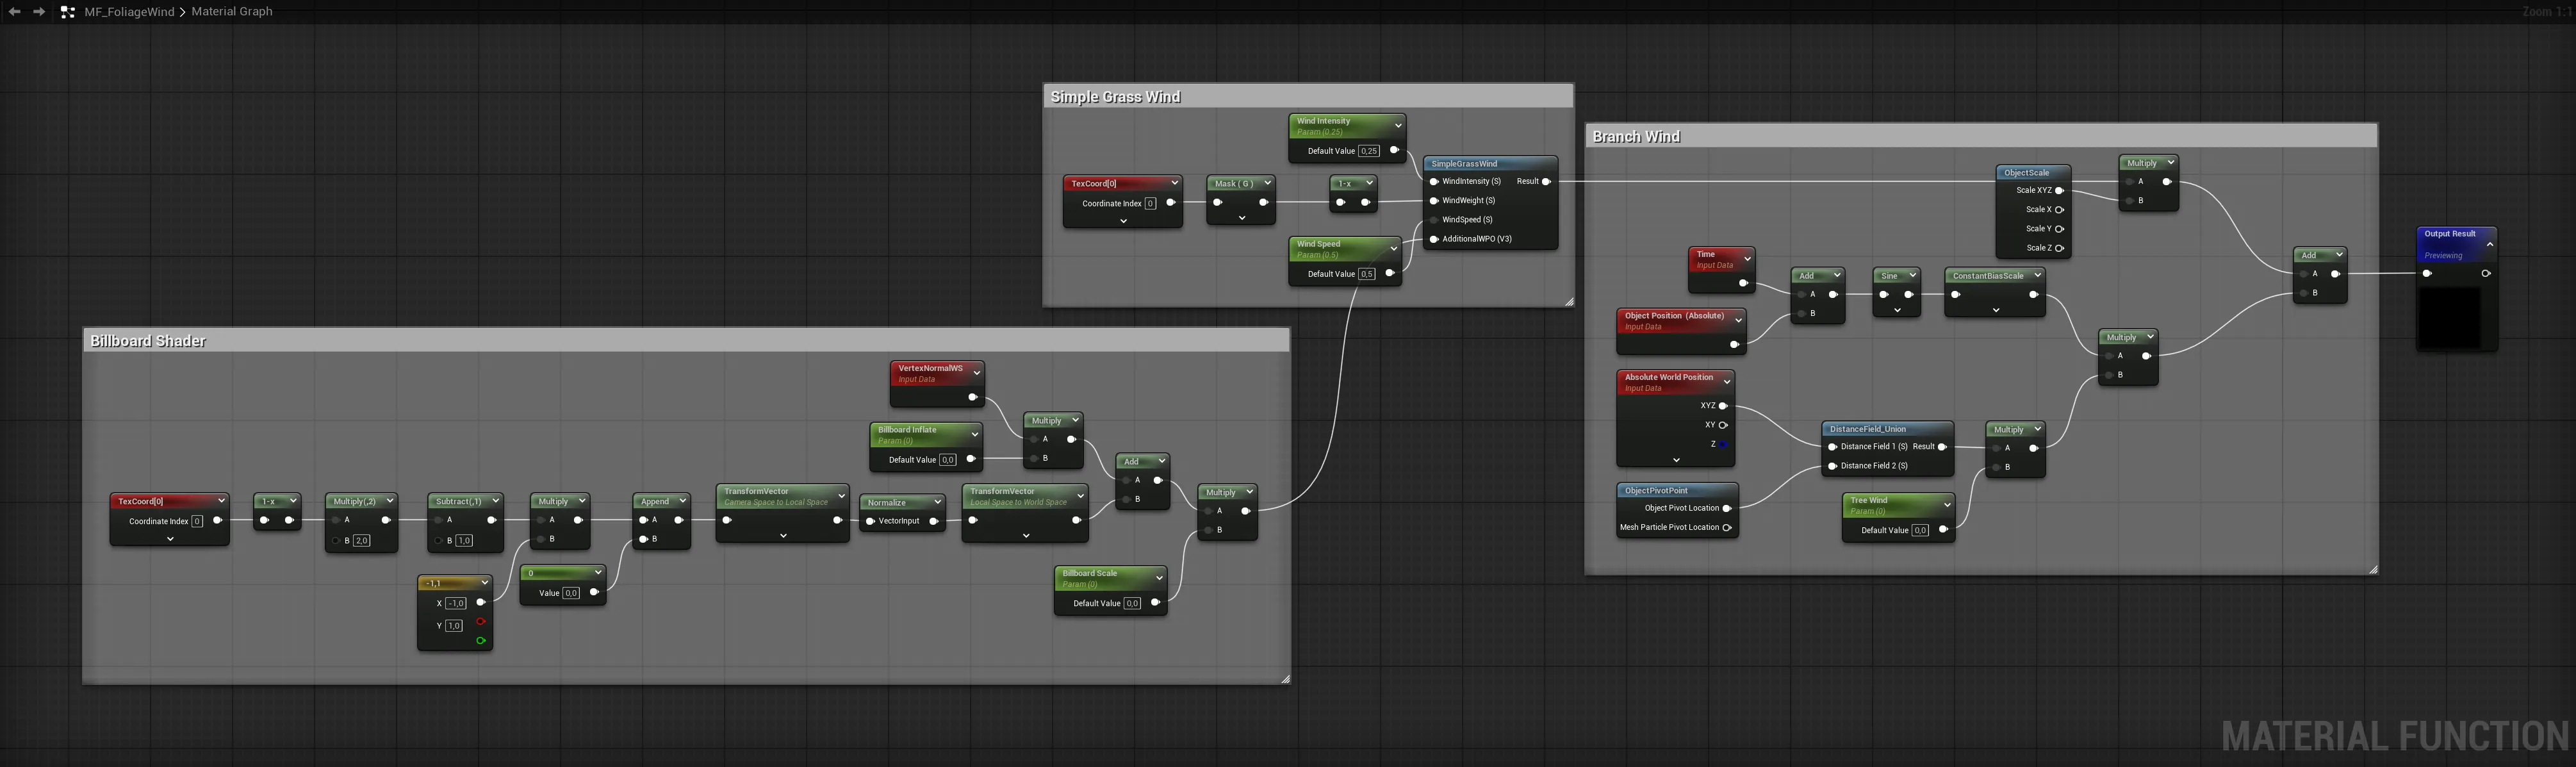 MF_FoliageWind > Material Graph
Zoom 1:1
Simple Grass Wind
Wind Intensity
Param (0.25)
Default Value 0,25
TexCoord[0]
Coordinate Index 0
Mask ( G )
1-x
SimpleGrassWind
WindIntensity (S) Result
WindWeight (S)
WindSpeed (S)
AdditionalWPO (V3)
Wind Speed
Param (0.5)
Default Value 0,5
Branch Wind
ObjectScale
Scale XYZ
Scale X
Scale Y
Scale Z
Multiply
A
B
Time
Input Data
Object Position (Absolute)
Input Data
Add
A
B
Sine
ConstantBiasScale
Absolute World Position
Input Data
XYZ
XY
Z
ObjectPivotPoint
Object Pivot Location
Mesh Particle Pivot Location
DistanceField_Union
Distance Field 1 (S) Result
Distance Field 2 (S)
Tree Wind
Param (0)
Default Value 0,0
Multiply
A
B
Multiply
A
B
Add
A
B
Output Result
Previewing
Billboard Shader
VertexNormalWS
Input Data
Billboard Inflate
Param (0)
Default Value 0,0
Multiply
A
B
TexCoord[0]
Coordinate Index 0
1-x
Multiply(,2)
A
B 2,0
Subtract(,1)
A
B 1,0
Multiply
A
B
-1,1
X -1,0
Y 1,0
0
Value 0,0
Append
A
B
TransformVector
Camera Space to Local Space
Normalize
VectorInput
TransformVector
Local Space to World Space
Add
A
B
Multiply
A
B
Billboard Scale
Param (0)
Default Value 0,0
MATERIAL FUNCTION